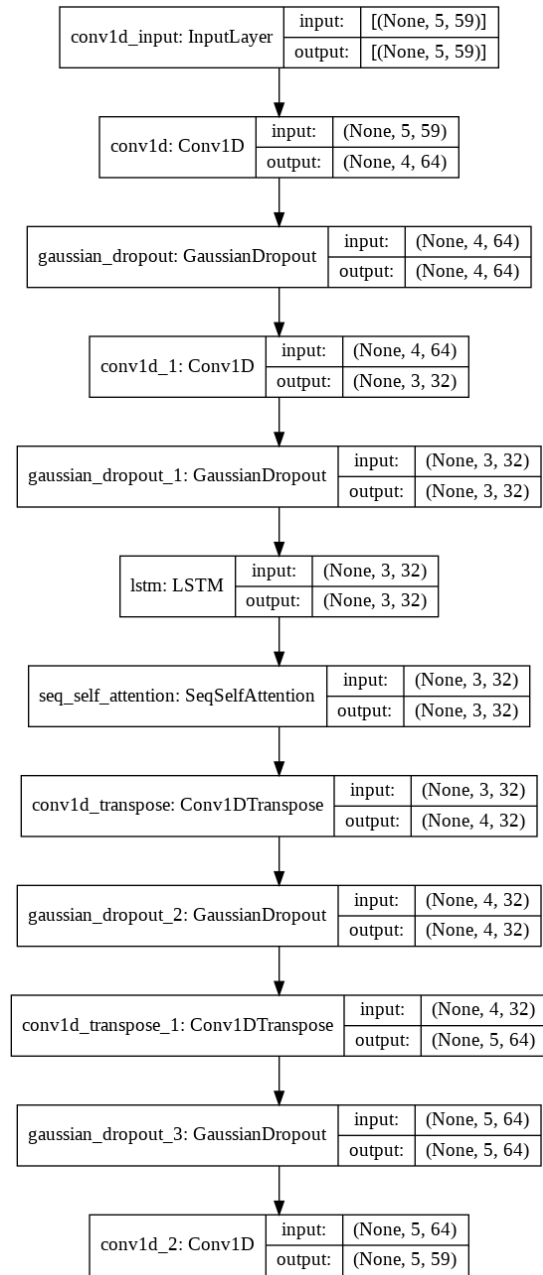 conv1d_input: InputLayer
input:
[(None, 5, 59)]
output:
[(None, 5, 59)]
conv1d: Conv1D
input:
(None, 5, 59)
output:
(None, 4, 64)
gaussian_dropout: GaussianDropout
input:
(None, 4, 64)
output:
(None, 4, 64)
conv1d_1: Conv1D
input:
(None, 4, 64)
output:
(None, 3, 32)
gaussian_dropout_1: GaussianDropout
input:
(None, 3, 32)
output:
(None, 3, 32)
lstm: LSTM
input:
(None, 3, 32)
output:
(None, 3, 32)
seq_self_attention: SeqSelfAttention
input:
(None, 3, 32)
output:
(None, 3, 32)
conv1d_transpose: Conv1DTranspose
input:
(None, 3, 32)
output:
(None, 4, 32)
gaussian_dropout_2: GaussianDropout
input:
(None, 4, 32)
output:
(None, 4, 32)
conv1d_transpose_1: Conv1DTranspose
input:
(None, 4, 32)
output:
(None, 5, 64)
gaussian_dropout_3: GaussianDropout
input:
(None, 5, 64)
output:
(None, 5, 64)
conv1d_2: Conv1D
input:
(None, 5, 64)
output:
(None, 5, 59)